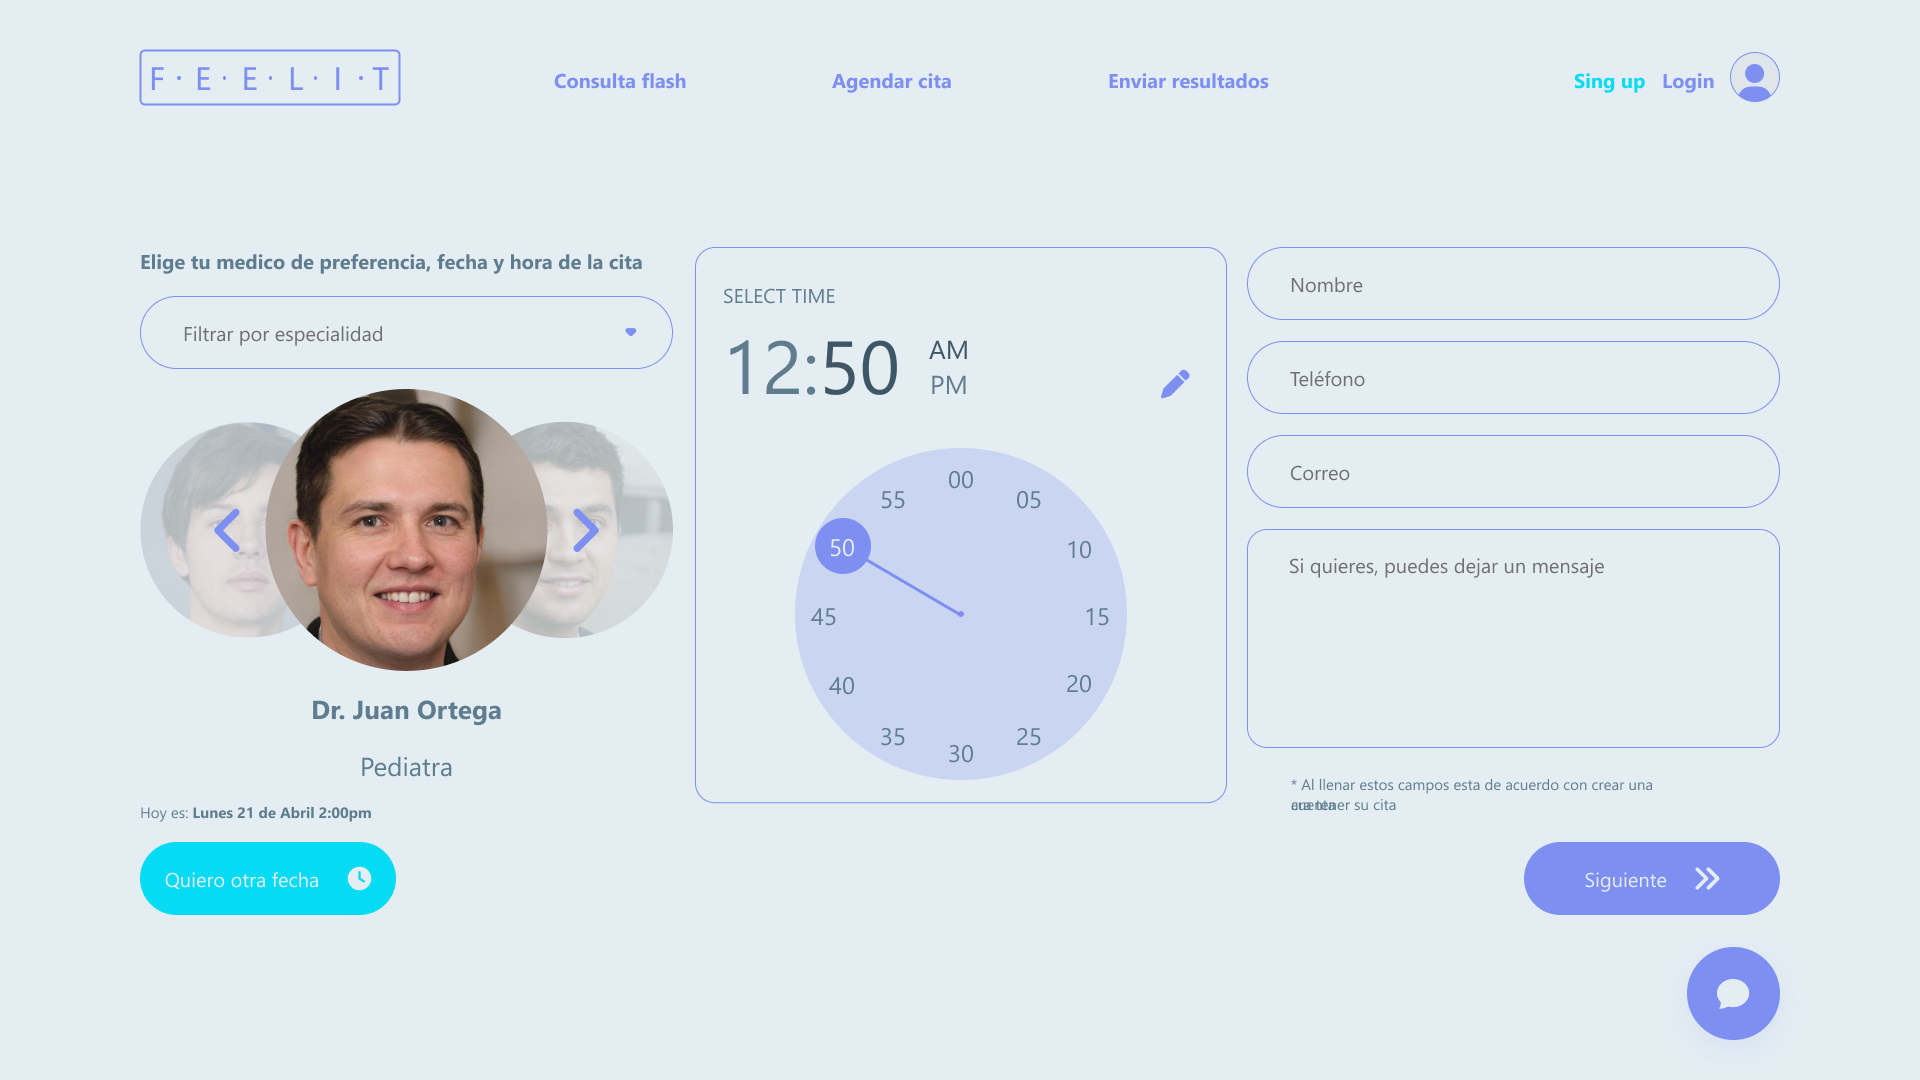 F·E·E·L·I·T
Consulta flash
Agendar cita
Enviar resultados
Sing up
Login
Elige tu medico de preferencia, fecha y hora de la cita
Filtrar por especialidad
Dr. Juan Ortega
Pediatra
Hoy es: Lunes 21 de Abril 2:00pm
Quiero otra fecha
SELECT TIME
12:50
AM
PM
00
05
10
15
20
25
30
35
40
45
50
55
Nombre
Teléfono
Correo
Si quieres, puedes dejar un mensaje
* Al llenar estos campos esta de acuerdo con crear una
su cita
Siguiente